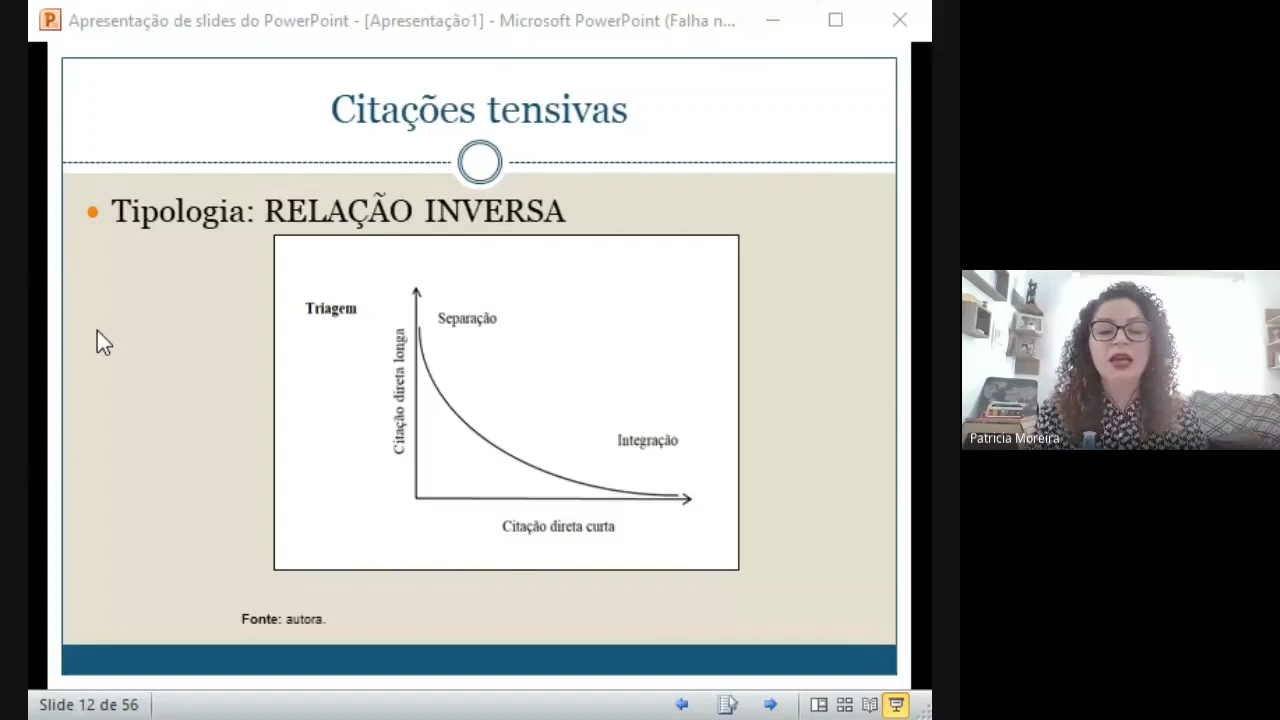 Apresentação de slides do PowerPoint - [Apresentação1] - Microsoft PowerPoint (Falha n...
Citações tensivas
Tipologia: RELAÇÃO INVERSA
Triagem
Separação
Citação direta longa
Integração
Citação direta curta
Fonte: autora.
Patricia Moreira
Slide 12 de 56